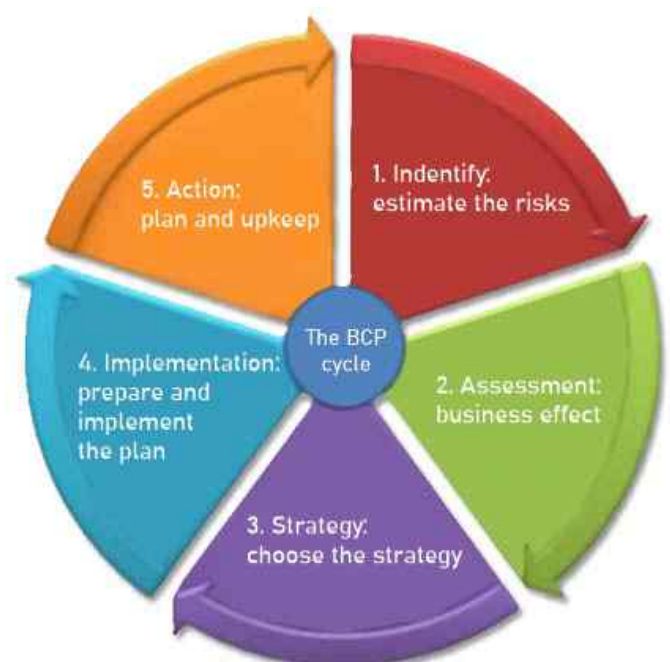 1. Indentify:
estimate the risks
2. Assessment:
business effect
3. Strategy:
choose the strategy
4. Implementation:
prepare and
implement
the plan
5. Action:
plan and upkeep
The BCP
cycle